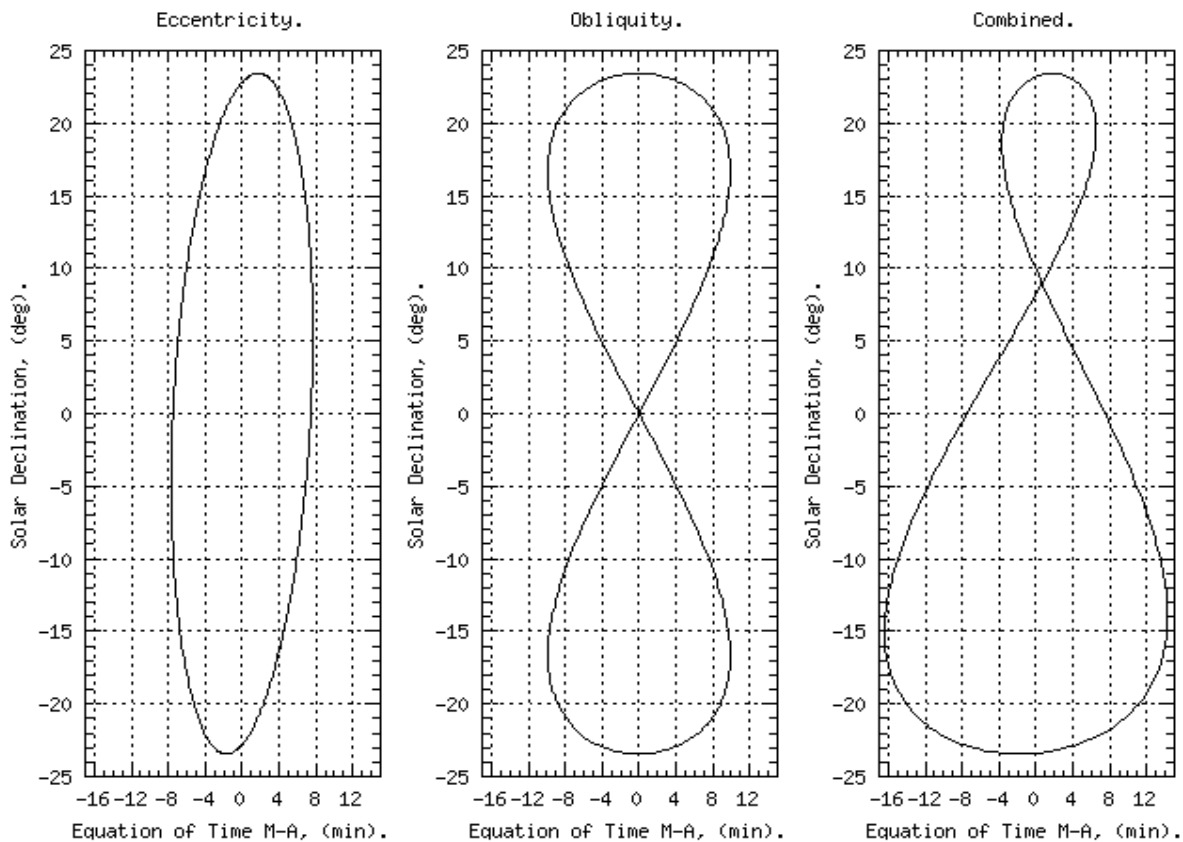 Eccentricity.
Obliquity.
Combined.
25
20
15
10
5
0
-5
-10
-15
-20
-25
Solar Declination, (deg).
-16 -12 -8 -4 0 4 8 12
Equation of Time M-A, (min).
25
20
15
10
5
0
-5
-10
-15
-20
-25
Solar Declination, (deg).
-16 -12 -8 -4 0 4 8 12
Equation of Time M-A, (min).
25
20
15
10
5
0
-5
-10
-15
-20
-25
Solar Declination, (deg).
-16 -12 -8 -4 0 4 8 12
Equation of Time M-A, (min).